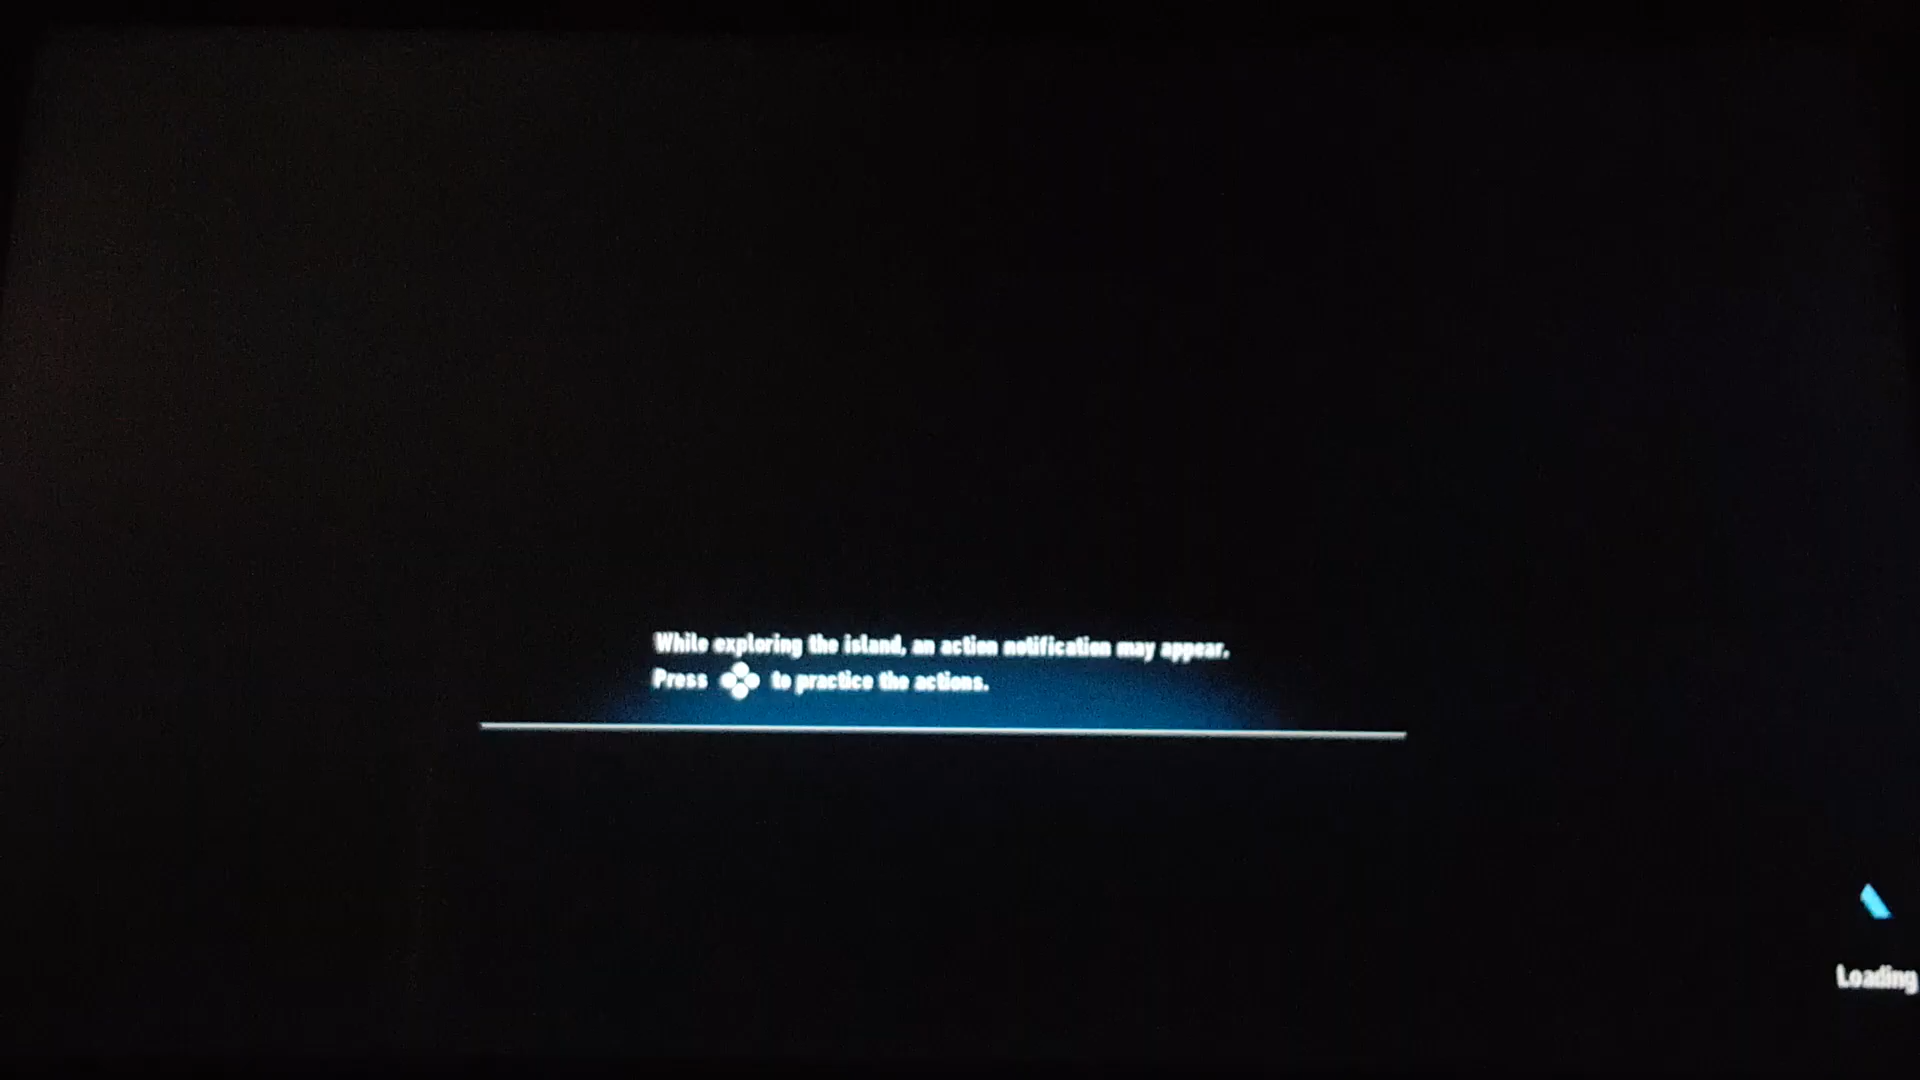 While exploring the island, an action notification may appear.
Press to practice the actions.
Loading